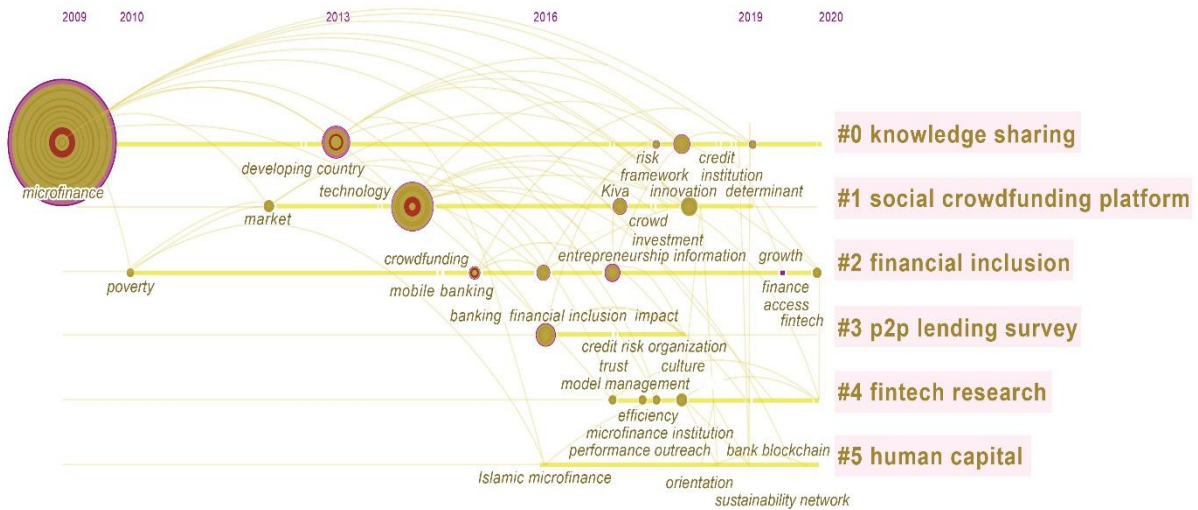 2009 2010 2013 2016 2019 2020
#0 knowledge sharing
microfinance
developing country
risk credit
framework institution
technology
Kiva innovation determinant
#1 social crowdfunding platform
market
crowd
investment
crowdfunding
entrepreneurship information growth
#2 financial inclusion
poverty
mobile banking
finance
access
fintech
banking financial inclusion impact
#3 p2p lending survey
credit risk organization
trust culture
model management
#4 fintech research
efficiency
microfinance institution
performance outreach bank blockchain
#5 human capital
Islamic microfinance
orientation
sustainability network